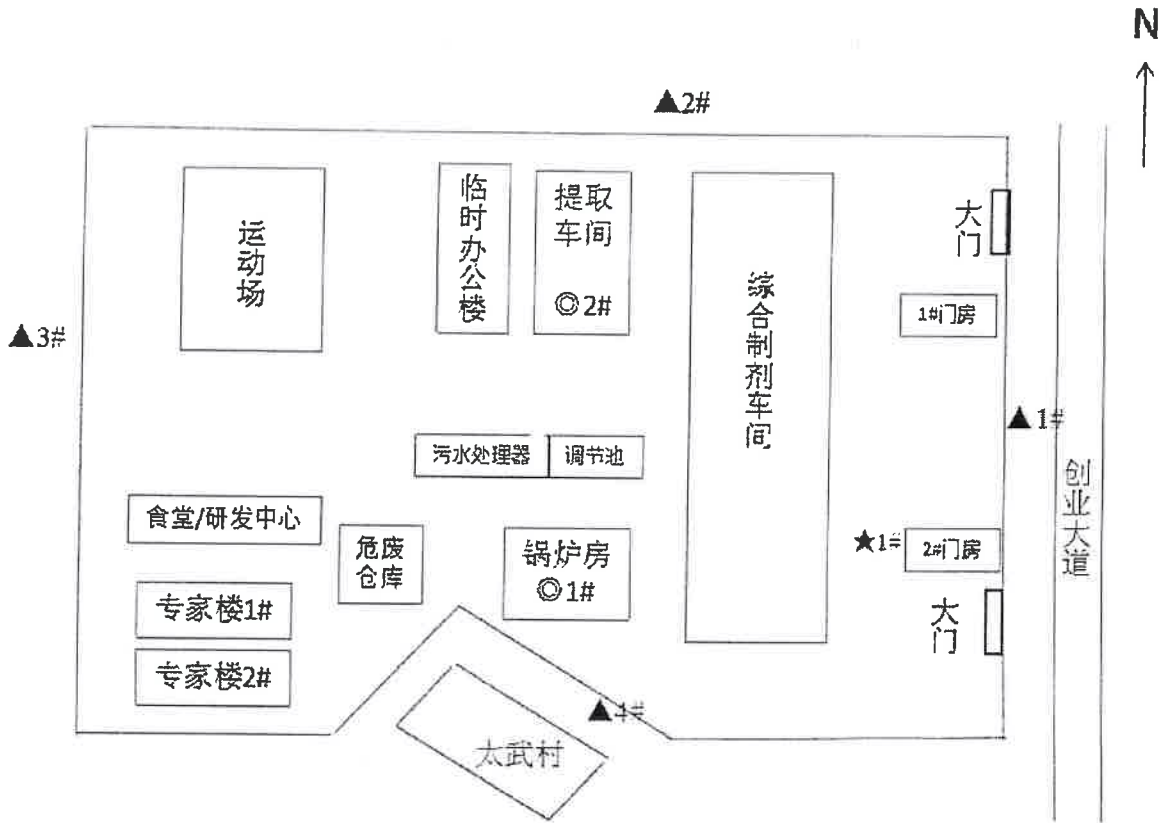 N
▲2#
运动场
临时办公楼
提取
车间
◎2#
综合制剂车间
大门
1#门房
▲3#
▲1#
创业大道
污水处理器
调节池
食堂/研发中心
危废
仓库
锅炉房
◎1#
★1#
2#门房
大门
专家楼1#
专家楼2#
▲4#
太武村